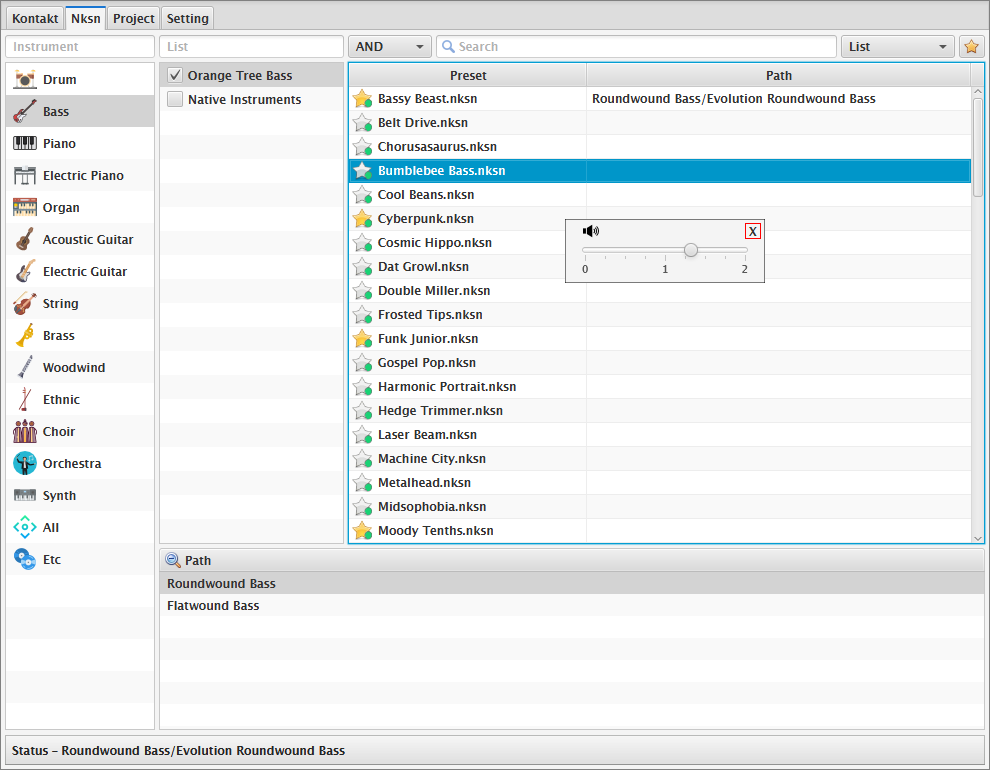 Kontakt Nksn Project Setting
Instrument List AND Search List
Drum
Bass
Piano
Electric Piano
Organ
Acoustic Guitar
Electric Guitar
String
Brass
Woodwind
Ethnic
Choir
Orchestra
Synth
All
Etc
Orange Tree Bass
Native Instruments
Preset Path
Bassy Beast.nksn Roundwound Bass/Evolution Roundwound Bass
Belt Drive.nksn
Chorusasaurus.nksn
Bumblebee Bass.nksn
Cool Beans.nksn
Cyberpunk.nksn
Cosmic Hippo.nksn
Dat Growl.nksn
Double Miller.nksn
Frosted Tips.nksn
Funk Junior.nksn
Gospel Pop.nksn
Harmonic Portrait.nksn
Hedge Trimmer.nksn
Laser Beam.nksn
Machine City.nksn
Metalhead.nksn
Midsophobia.nksn
Moody Tenths.nksn
X
0 1 2
Path
Roundwound Bass
Flatwound Bass
Status – Roundwound Bass/Evolution Roundwound Bass